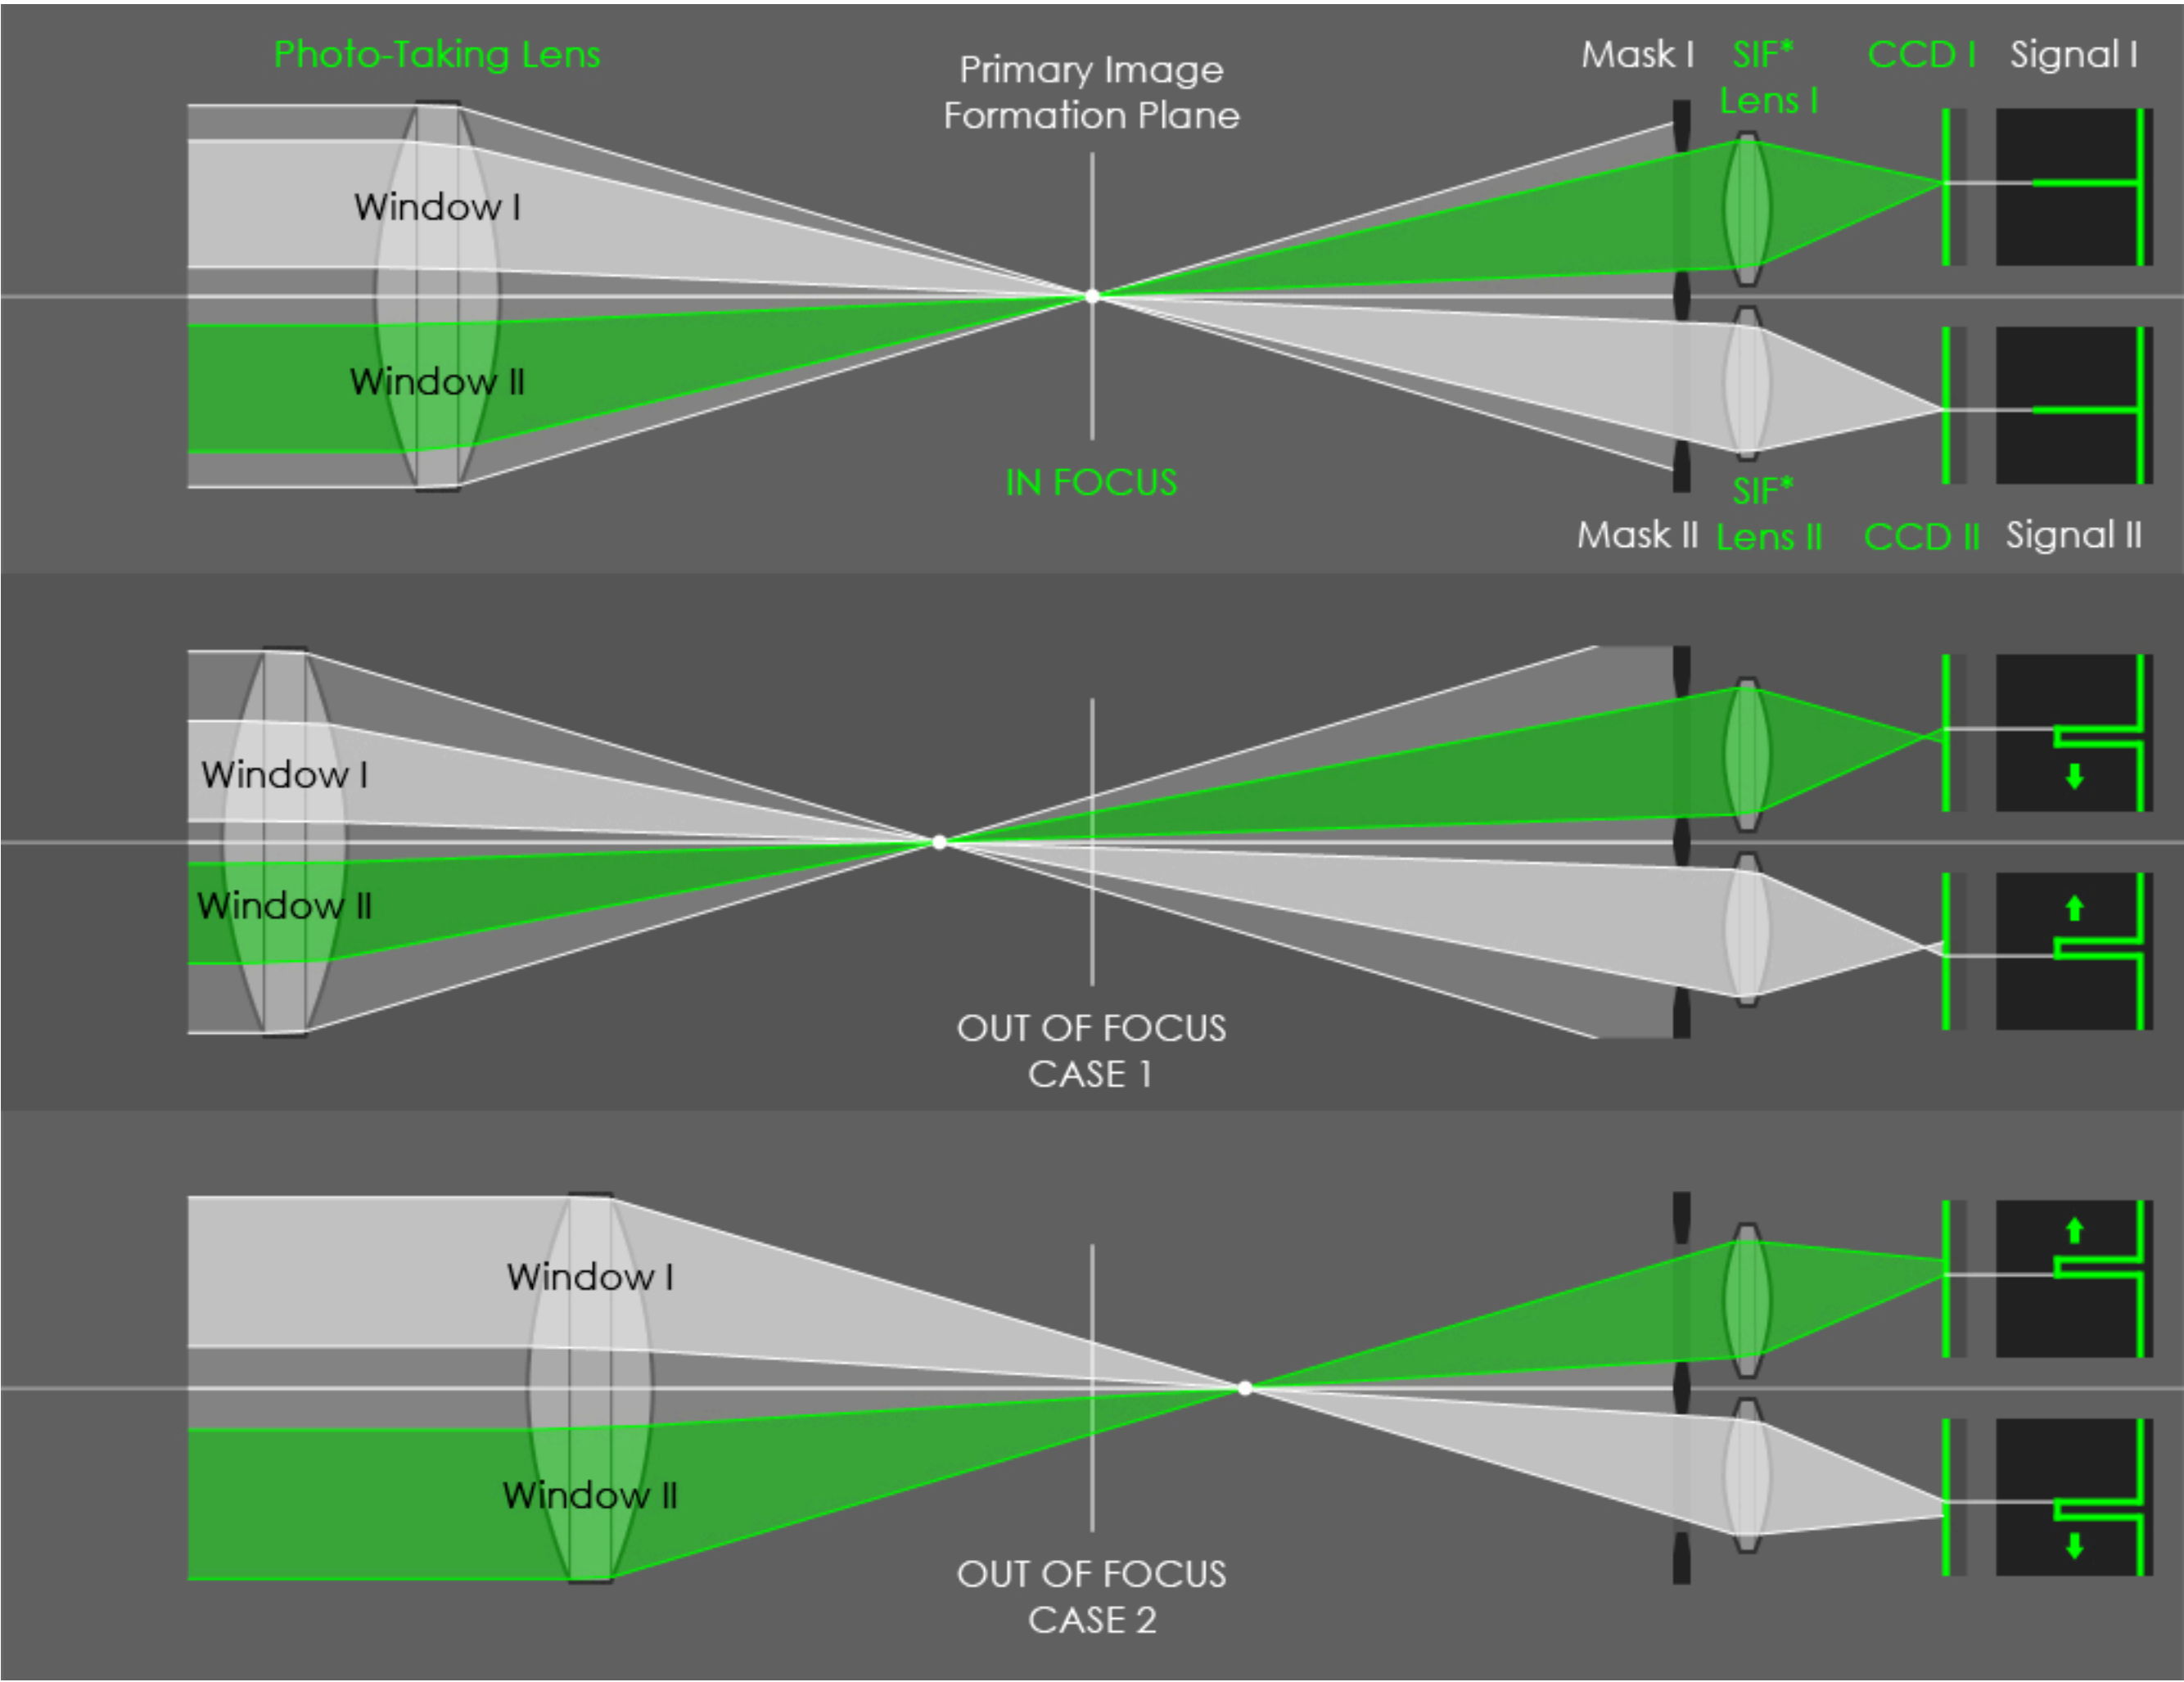 Photo-Taking Lens
Primary Image
Formation Plane
Mask I
SIF*
Lens I
CCD I
Signal I
Window I
Window II
IN FOCUS
SIF*
Mask II
Lens II
CCD II
Signal II
Window I
Window II
OUT OF FOCUS
CASE 1
Window I
Window II
OUT OF FOCUS
CASE 2